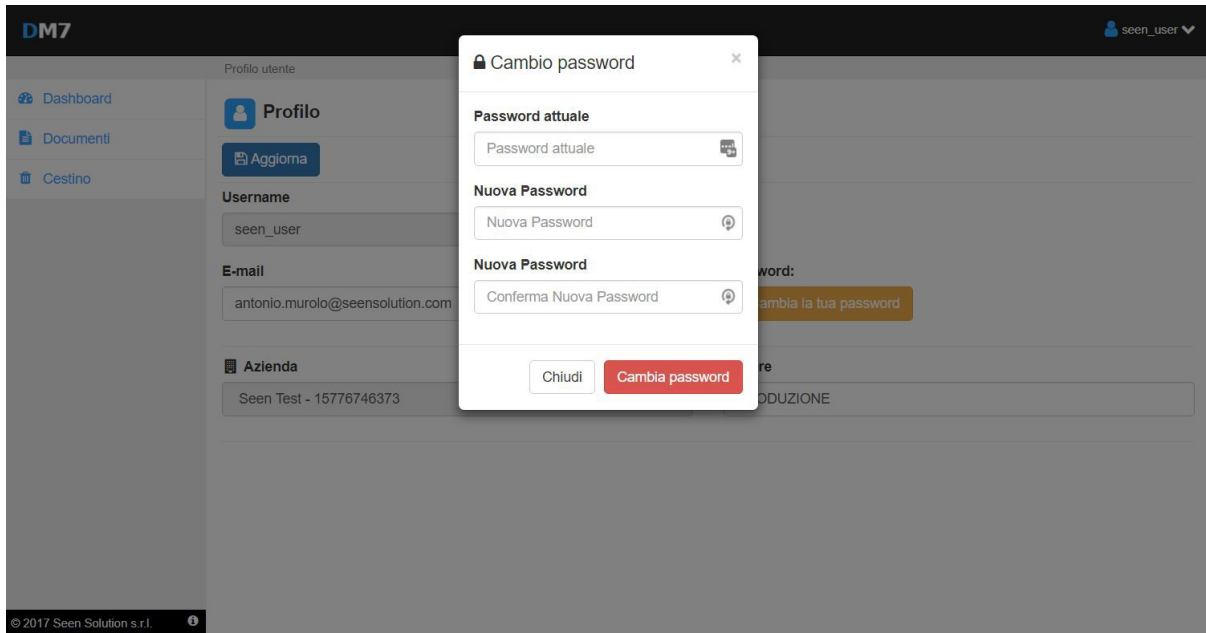 DM7
seen_user
Profilo utente
Dashboard
Documenti
Cestino
Profilo
Aggiorna
Username
seen_user
E-mail
antonio.murolo@seensolution.com
word:
ambia la tua password
Azienda
Seen Test - 15776746373
re
ODUZIONE
Cambio password
×
Password attuale
Password attuale
Nuova Password
Nuova Password
Nuova Password
Conferma Nuova Password
Chiudi
Cambia password
© 2017 Seen Solution s.r.l.